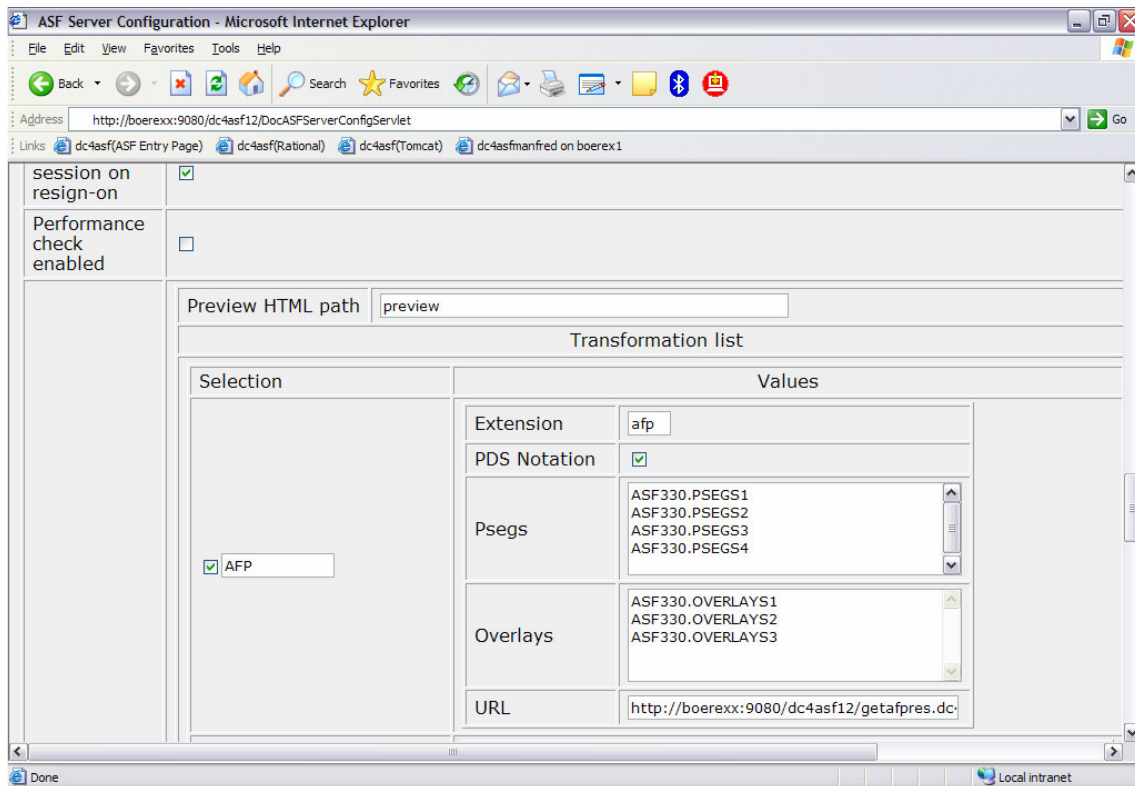 ASF Server Configuration - Microsoft Internet Explorer
File Edit View Favorites Tools Help
Back Search Favorites
Address http://boerexx:9080/dc4asf12/DocASFServerConfigServlet Go
Links dc4asf(ASF Entry Page) dc4asf(Rational) dc4asf(Tomcat) dc4asfmanfred on boerex1
session on
resign-on
Performance
check
enabled
Preview HTML path preview
Transformation list
Selection Values
Extension afp
PDS Notation
Psegs
ASF330.PSEGS1
ASF330.PSEGS2
ASF330.PSEGS3
ASF330.PSEGS4
AFP
Overlays
ASF330.OVERLAYS1
ASF330.OVERLAYS2
ASF330.OVERLAYS3
URL http://boerexx:9080/dc4asf12/getafpres.dc
Done Local intranet